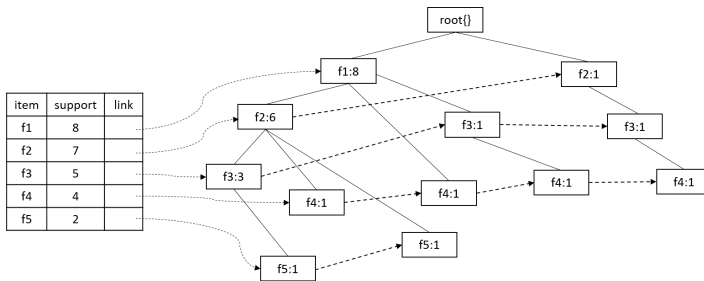 root{}
f1:8
f2:1
item support link
f1 8
f2 7
f3 5
f4 4
f5 2
f2:6
f3:1
f3:1
f3:3
f4:1
f4:1
f4:1
f4:1
f5:1
f5:1